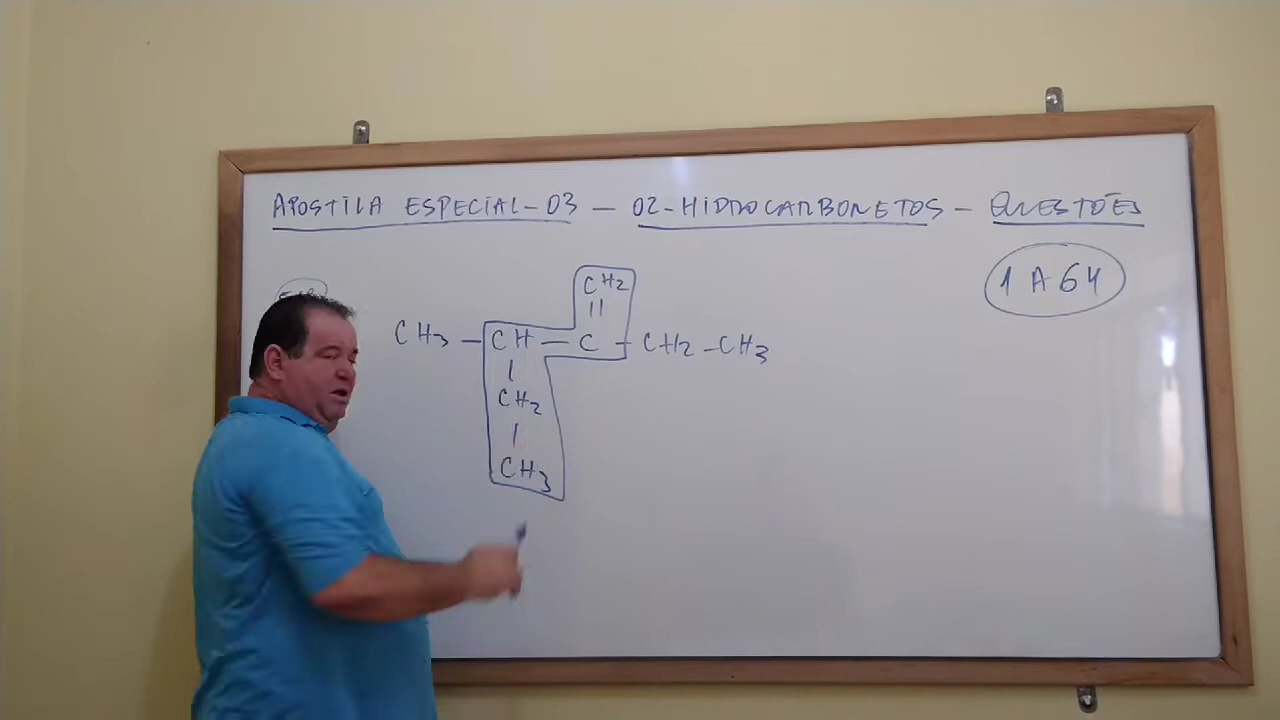 APOSTILA ESPECIAL-03 - 02-HIDROCARBONETOS - QUESTÕES
1 A 64
CH2
||
CH3 - CH - C - CH2 - CH3
|
CH2
|
CH3